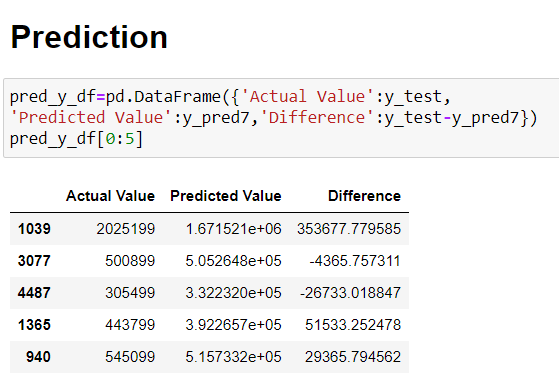 Prediction
pred_y_df=pd.DataFrame({'Actual Value':y_test,
'Predicted Value':y_pred7,'Difference':y_test-y_pred7})
pred_y_df[0:5]
Actual Value Predicted Value Difference
1039 2025199 1.671521e+06 353677.779585
3077 500899 5.052648e+05 -4365.757311
4487 305499 3.322320e+05 -26733.018847
1365 443799 3.922657e+05 51533.252478
940 545099 5.157332e+05 29365.794562